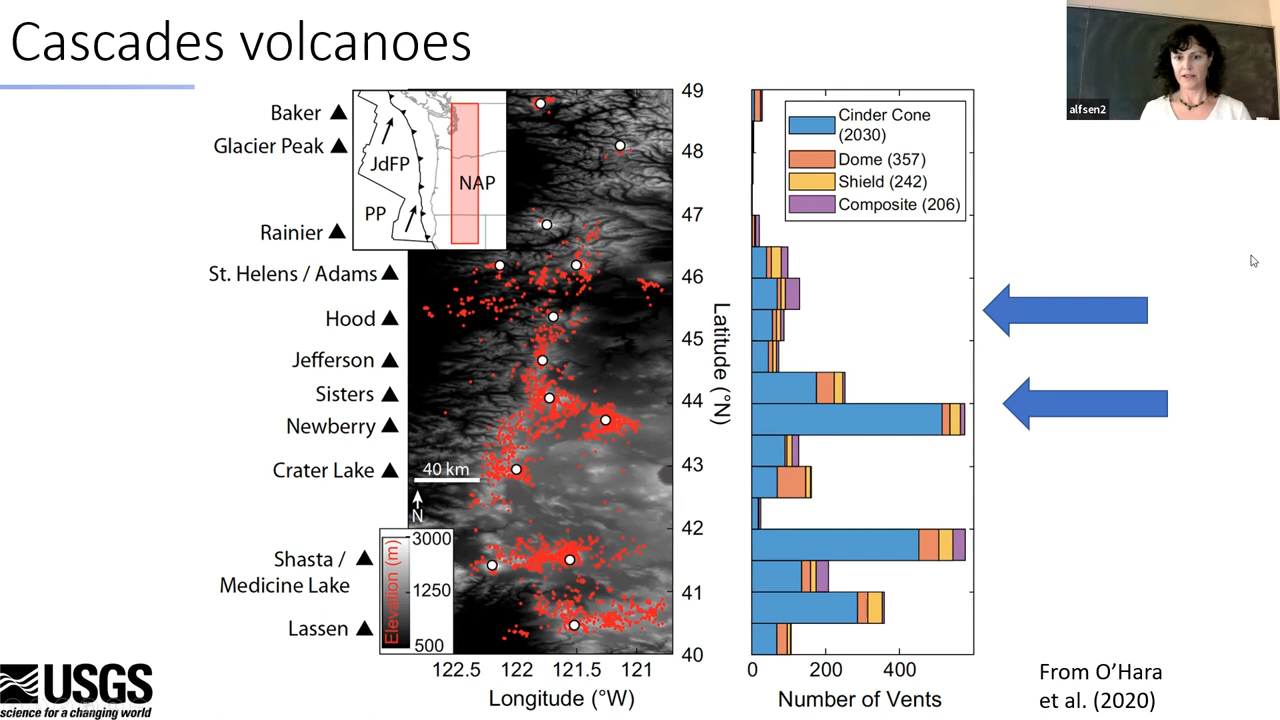 Cascades volcanoes
alfsen2
Baker
Glacier Peak
Rainier
St. Helens / Adams
Hood
Jefferson
Sisters
Newberry
Crater Lake
Shasta /
Medicine Lake
Lassen
JdFP
NAP
PP
40 km
N
3000
1250
500
Elevation (m)
49
48
47
46
45
44
43
42
41
40
Latitude (°N)
122.5 122 121.5 121
Longitude (°W)
Cinder Cone
(2030)
Dome (357)
Shield (242)
Composite (206)
0 200 400
Number of Vents
From O’Hara
et al. (2020)
USGS
science for a changing world